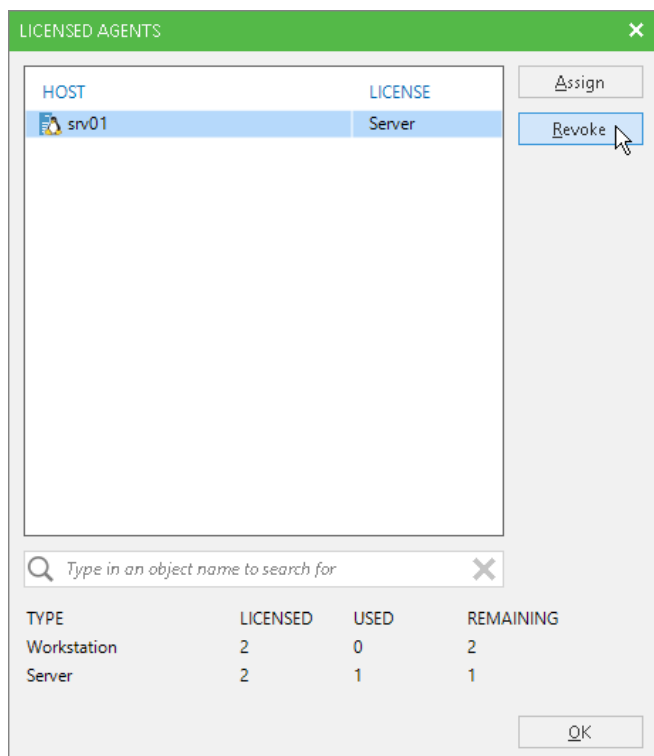 LICENSED AGENTS
HOST LICENSE
srv01 Server
Assign
Revoke
Type in an object name to search for
TYPE LICENSED USED REMAINING
Workstation 2 0 2
Server 2 1 1
OK